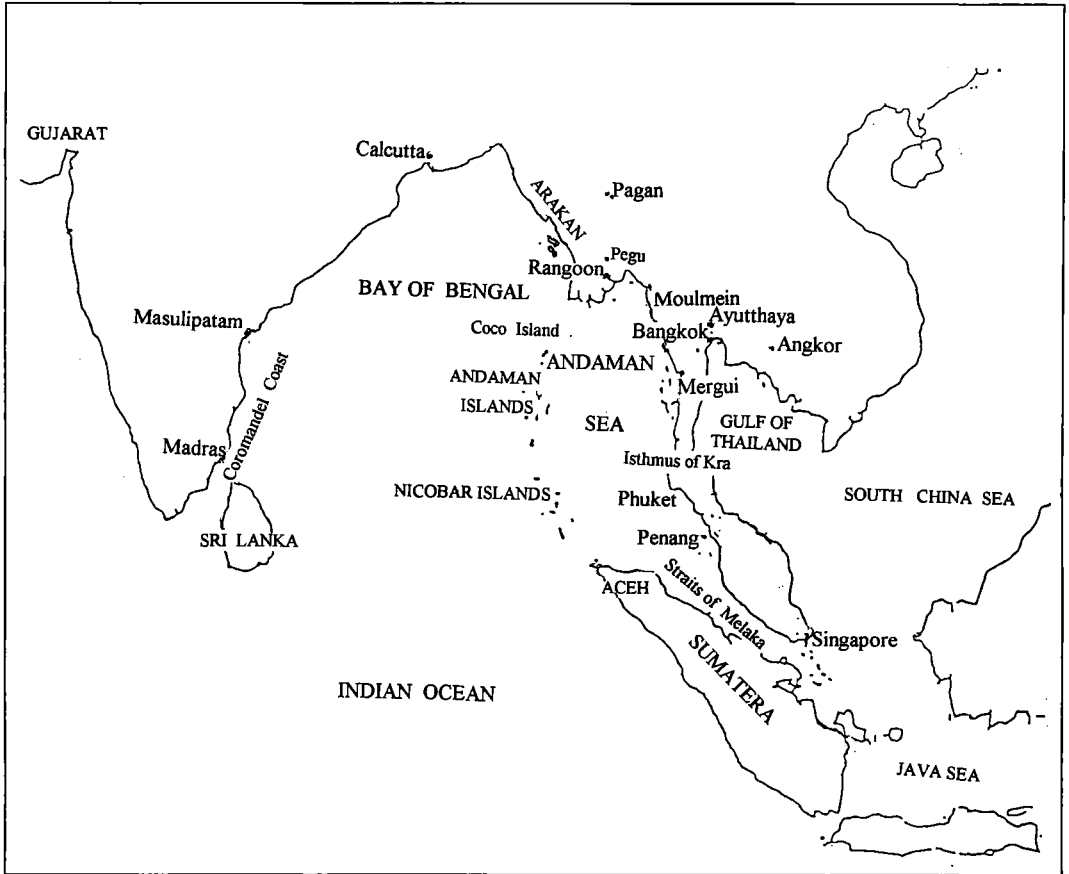 GUJARAT
Calcutta
Pagan
ARAKAN
Pegu
Rangoon
BAY OF BENGAL
Moulmein
Ayutthaya
Masulipatam
Coco Island
Bangkok
Angkor
ANDAMAN
SEA
ANDAMAN
ISLANDS
Mergui
GULF OF
THAILAND
Coromandel Coast
Madras
Isthmus of Kra
NICOBAR ISLANDS
Phuket
SOUTH CHINA SEA
SRI LANKA
Penang
ACEH
Straits of Melaka
Singapore
SUMATERA
INDIAN OCEAN
JAVA SEA